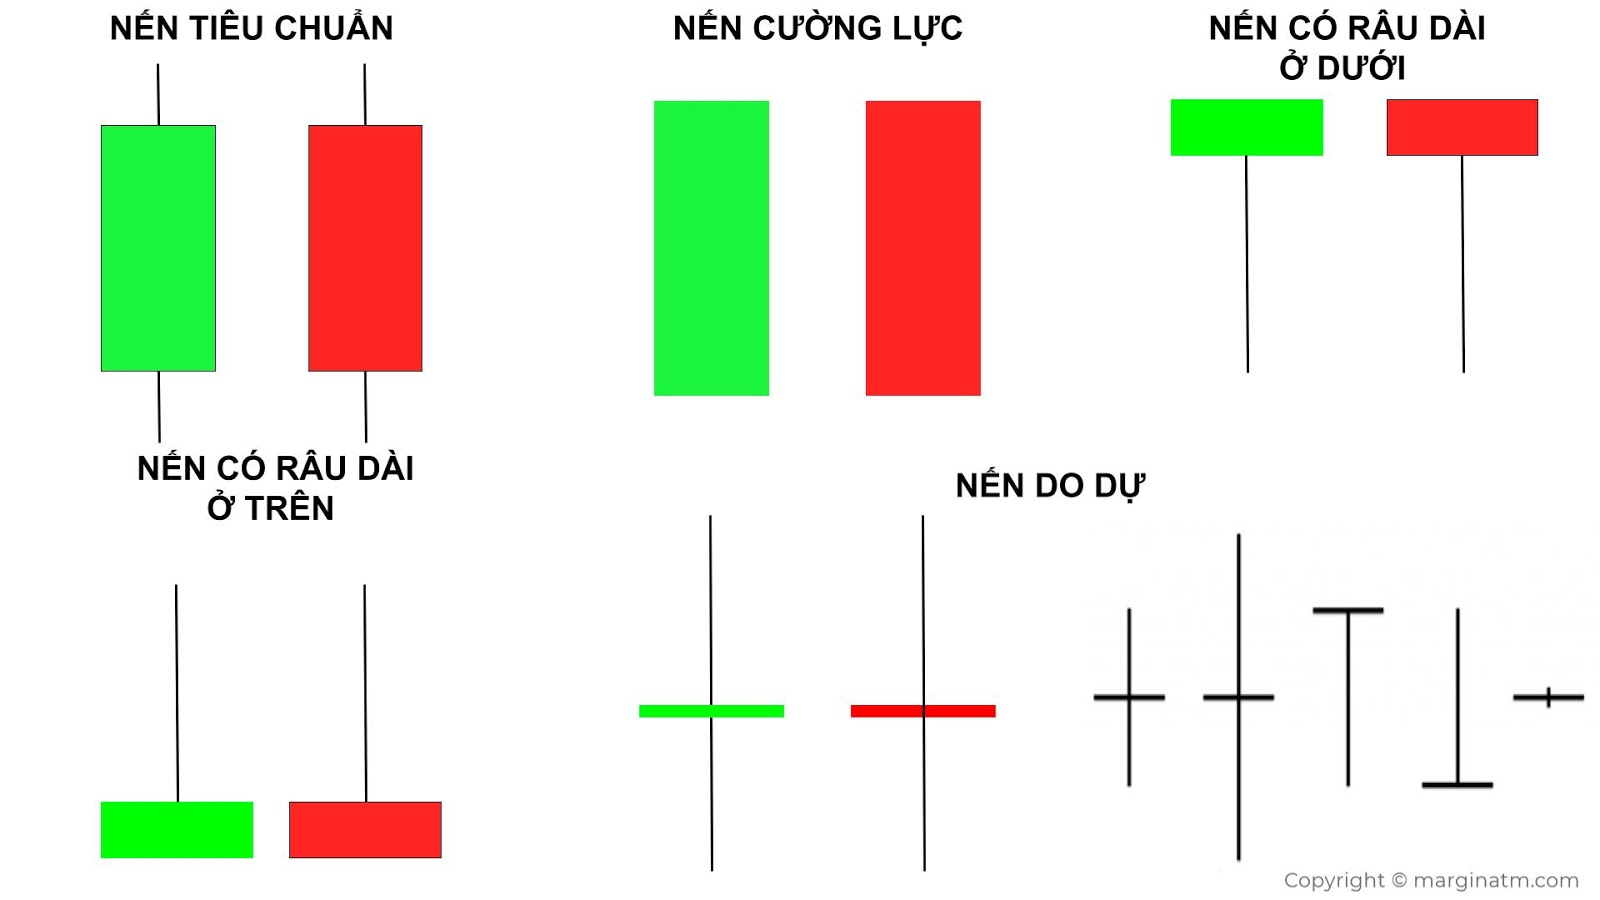 NẾN TIÊU CHUẨN
NẾN CƯỜNG LỰC
NẾN CÓ RÂU DÀI
Ở DƯỚI
NẾN CÓ RÂU DÀI
Ở TRÊN
NẾN DO DỰ
Copyright © marginatm.com